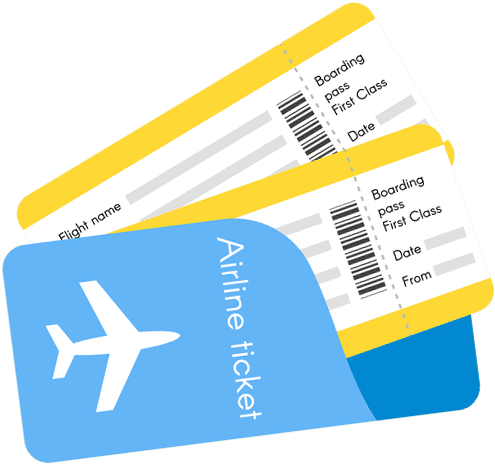 Boarding
pass
First Class
Date
Flight name
Boarding
pass
First Class
Date
From
Airline ticket